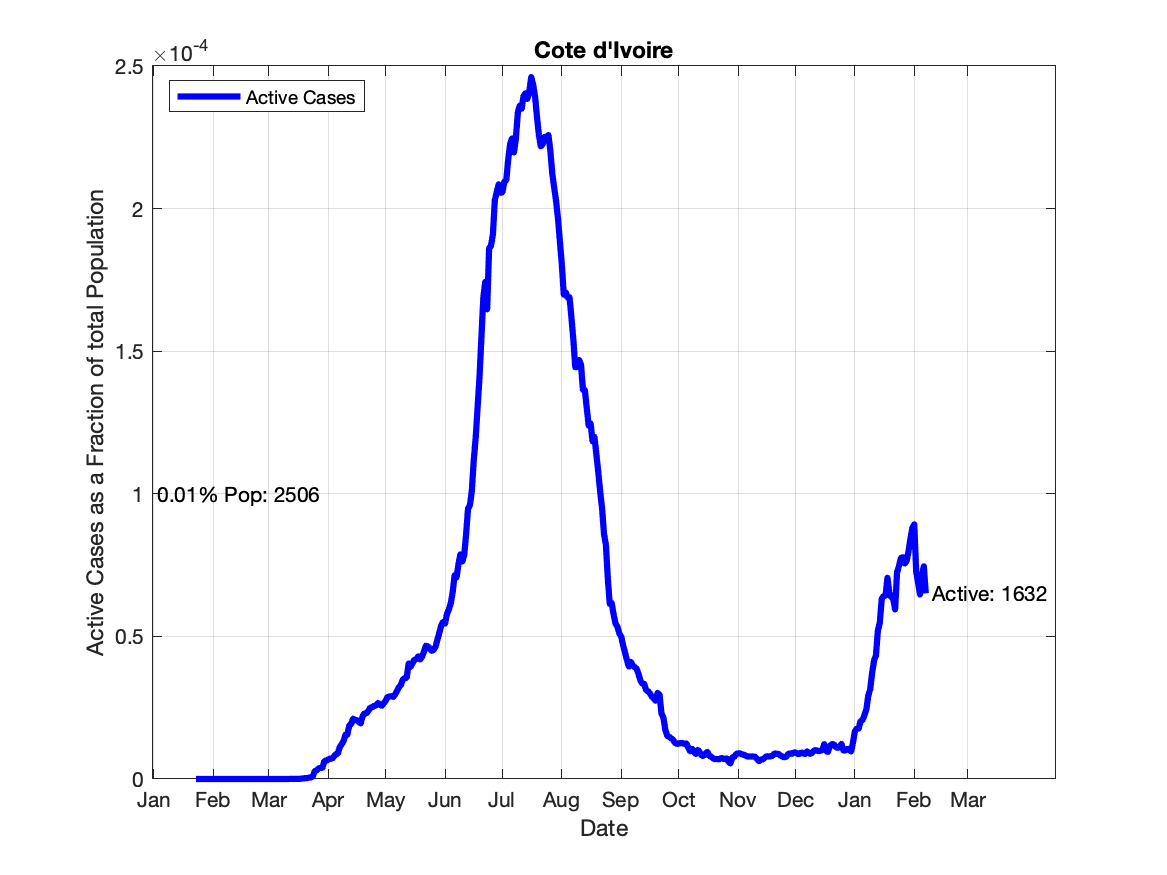 Cote d'Ivoire
×10-4
Active Cases
2.5
2
1.5
1
0.5
0
0.01% Pop: 2506
Active: 1632
Active Cases as a Fraction of total Population
Jan Feb Mar Apr May Jun Jul Aug Sep Oct Nov Dec Jan Feb Mar
Date